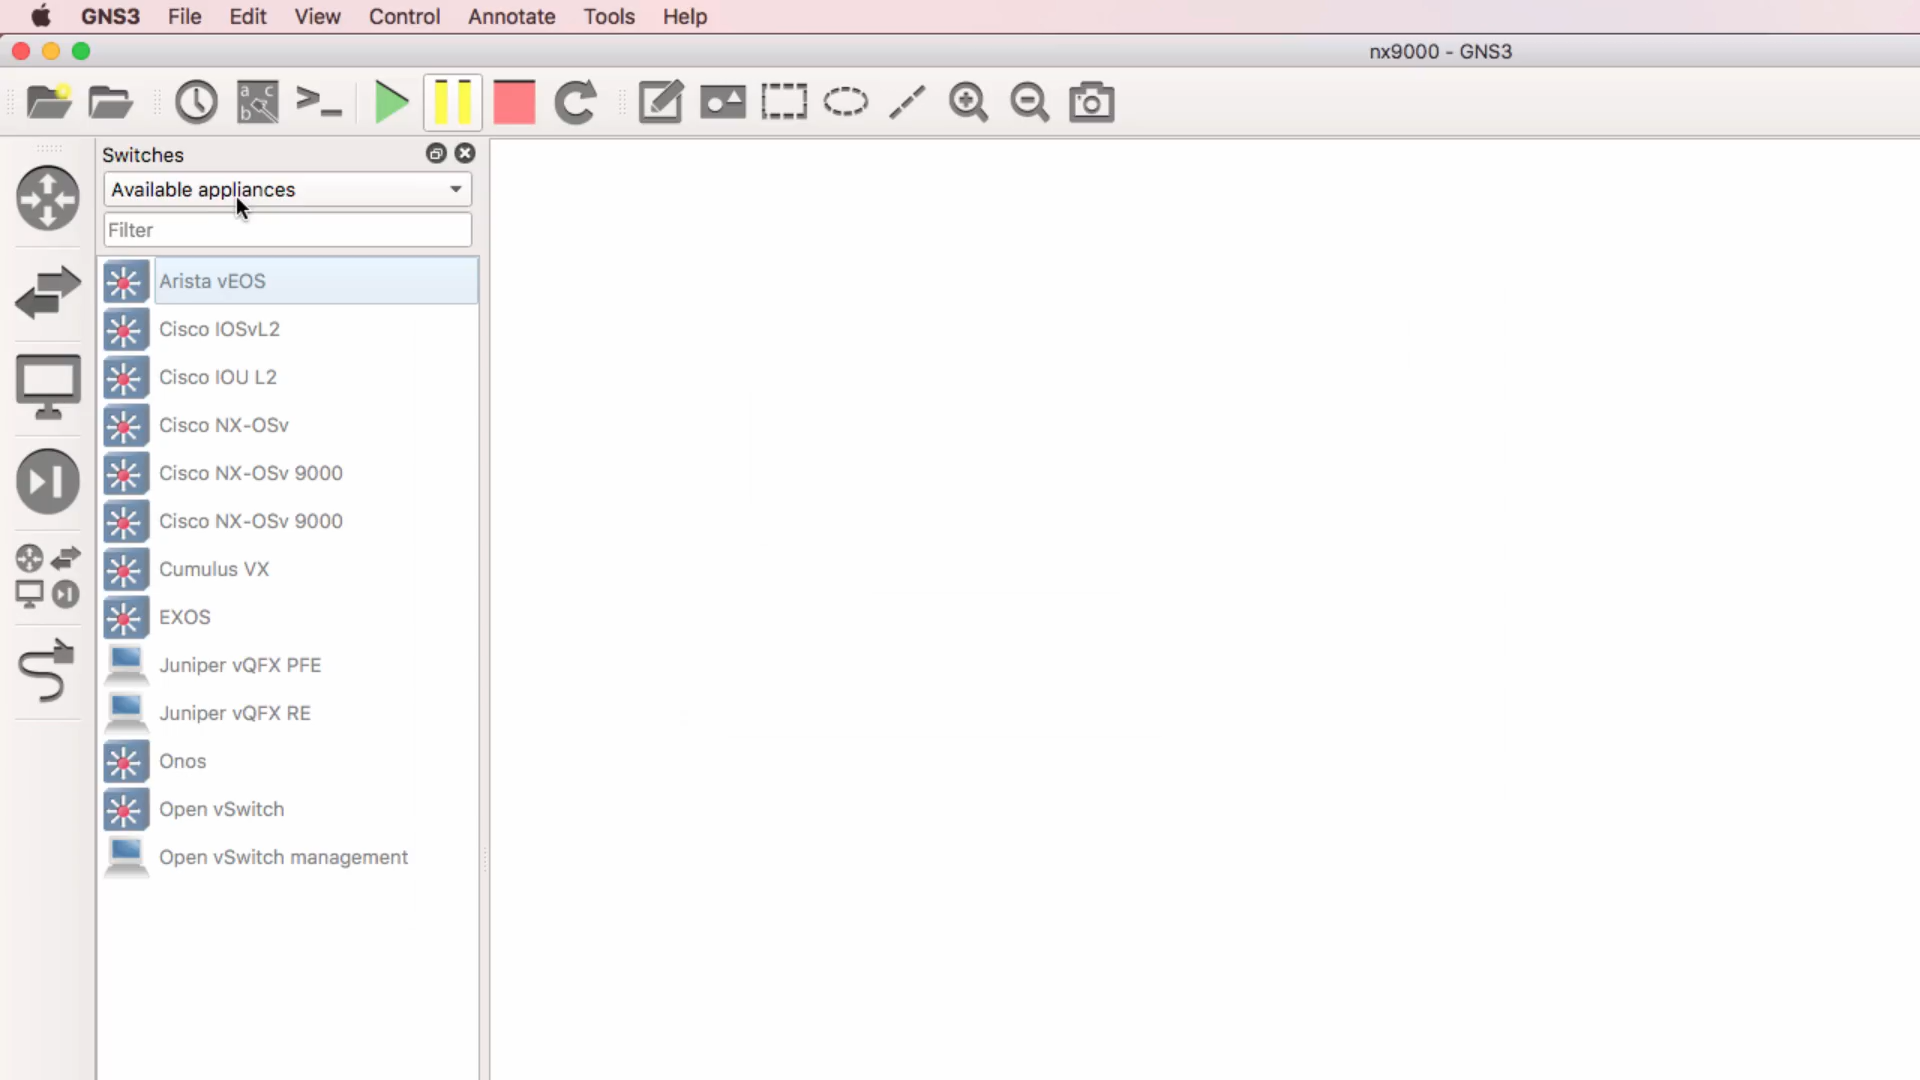 GNS3 File Edit View Control Annotate Tools Help
nx9000 - GNS3
a c
b
>_
Switches
Available appliances
Filter
Arista vEOS
Cisco IOSvL2
Cisco IOU L2
Cisco NX-OSv
Cisco NX-OSv 9000
Cisco NX-OSv 9000
Cumulus VX
EXOS
Juniper vQFX PFE
Juniper vQFX RE
Onos
Open vSwitch
Open vSwitch management